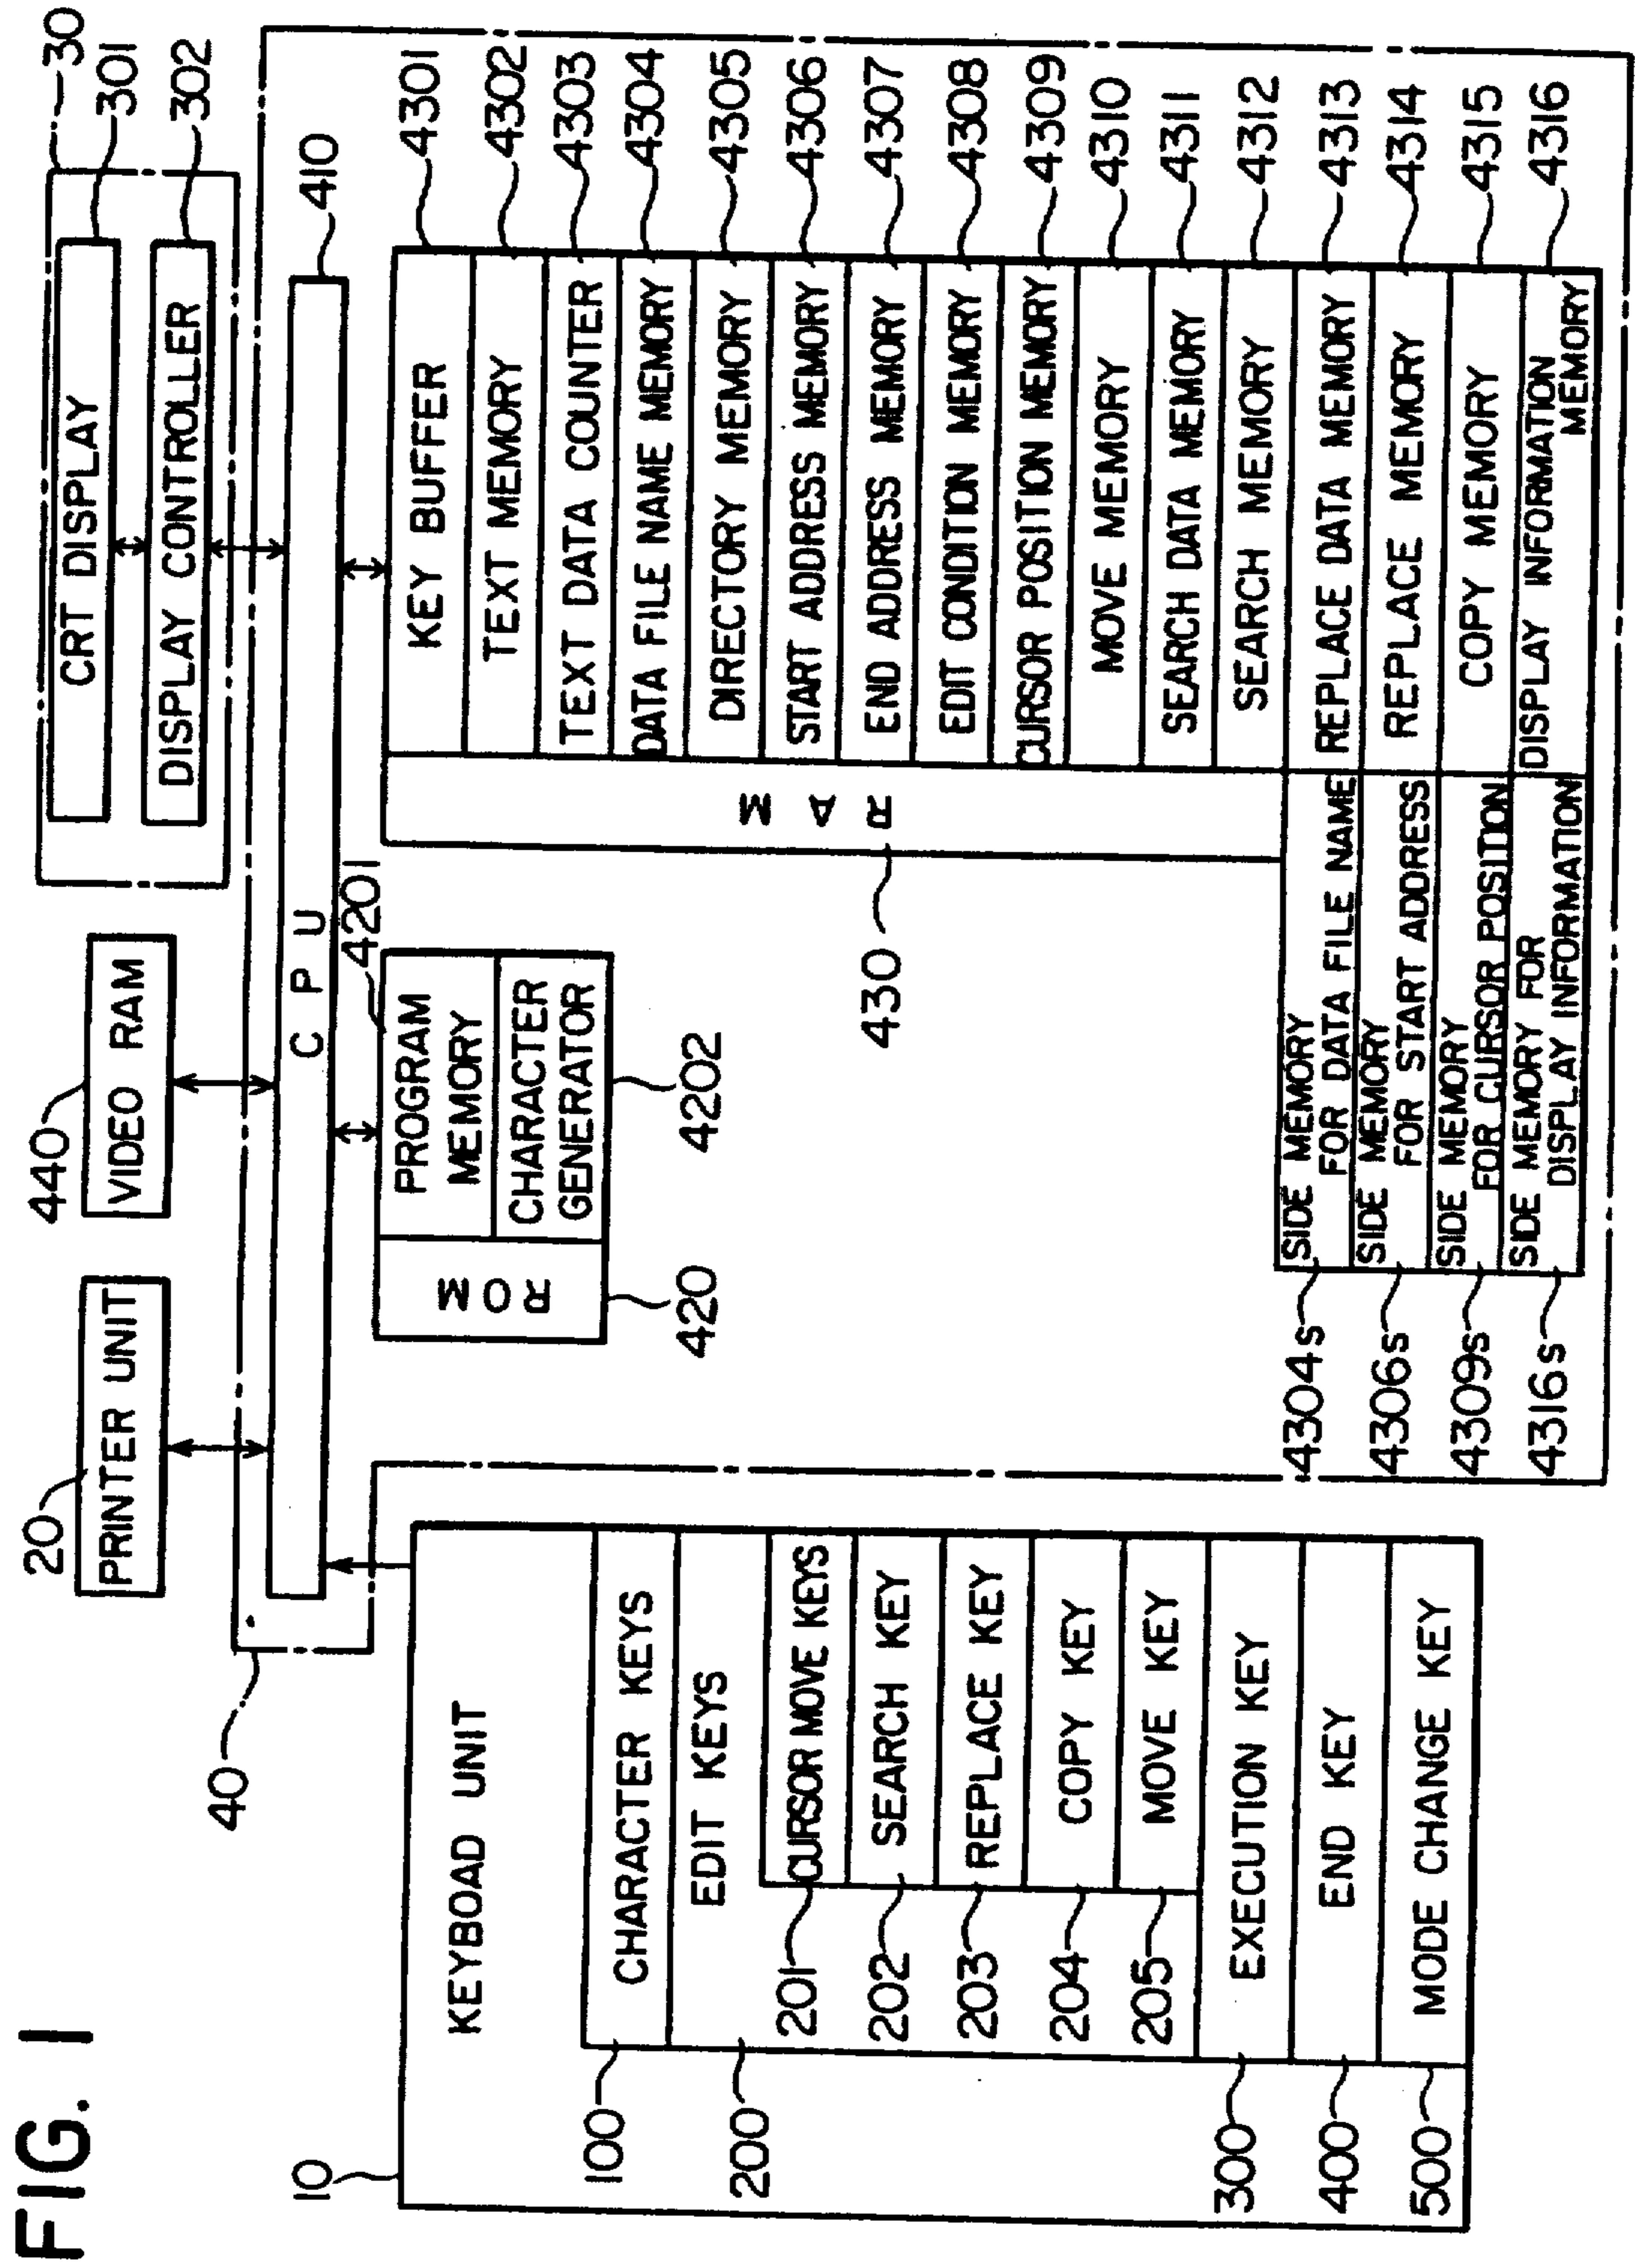 FIG. 1
20
PRINTER UNIT
440
VIDEO RAM
30
CRT DISPLAY
301
DISPLAY CONTROLLER
302
40
CPU
410
10
KEYBOAD UNIT
100
CHARACTER KEYS
200
EDIT KEYS
201
CURSOR MOVE KEYS
202
SEARCH KEY
203
REPLACE KEY
204
COPY KEY
205
MOVE KEY
300
EXECUTION KEY
400
END KEY
500
MODE CHANGE KEY
ROM
420
PROGRAM
MEMORY
4201
CHARACTER
GENERATOR
4202
RAM
430
KEY BUFFER
4301
TEXT MEMORY
4302
TEXT DATA COUNTER
4303
DATA FILE NAME MEMORY
4304
DIRECTORY MEMORY
4305
START ADDRESS MEMORY
4306
END ADDRESS MEMORY
4307
EDIT CONDITION MEMORY
4308
CURSOR POSITION MEMORY
4309
MOVE MEMORY
4310
SEARCH DATA MEMORY
4311
SEARCH MEMORY
4312
REPLACE DATA MEMORY
4313
REPLACE MEMORY
4314
COPY MEMORY
4315
DISPLAY INFORMATION
MEMORY
4316
4304s
SIDE MEMORY
FOR DATA FILE NAME
4306s
SIDE MEMORY
FOR START ADDRESS
4309s
SIDE MEMORY
FOR CURSOR POSITION
4316s
SIDE MEMORY FOR
DISPLAY INFORMATION